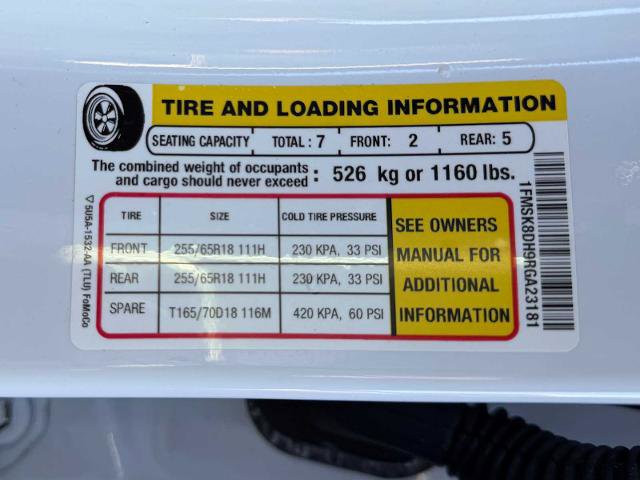 TIRE AND LOADING INFORMATION
SEATING CAPACITY TOTAL : 7 FRONT: 2 REAR: 5
The combined weight of occupants
and cargo should never exceed : 526 kg or 1160 lbs.
TIRE SIZE COLD TIRE PRESSURE
FRONT 255/65R18 111H 230 KPA, 33 PSI
REAR 255/65R18 111H 230 KPA, 33 PSI
SPARE T165/70D18 116M 420 KPA, 60 PSI
SEE OWNERS
MANUAL FOR
ADDITIONAL
INFORMATION
1FMSK8DH9RGA23181
5U5A-1532-AA (TLU) FoMoCo